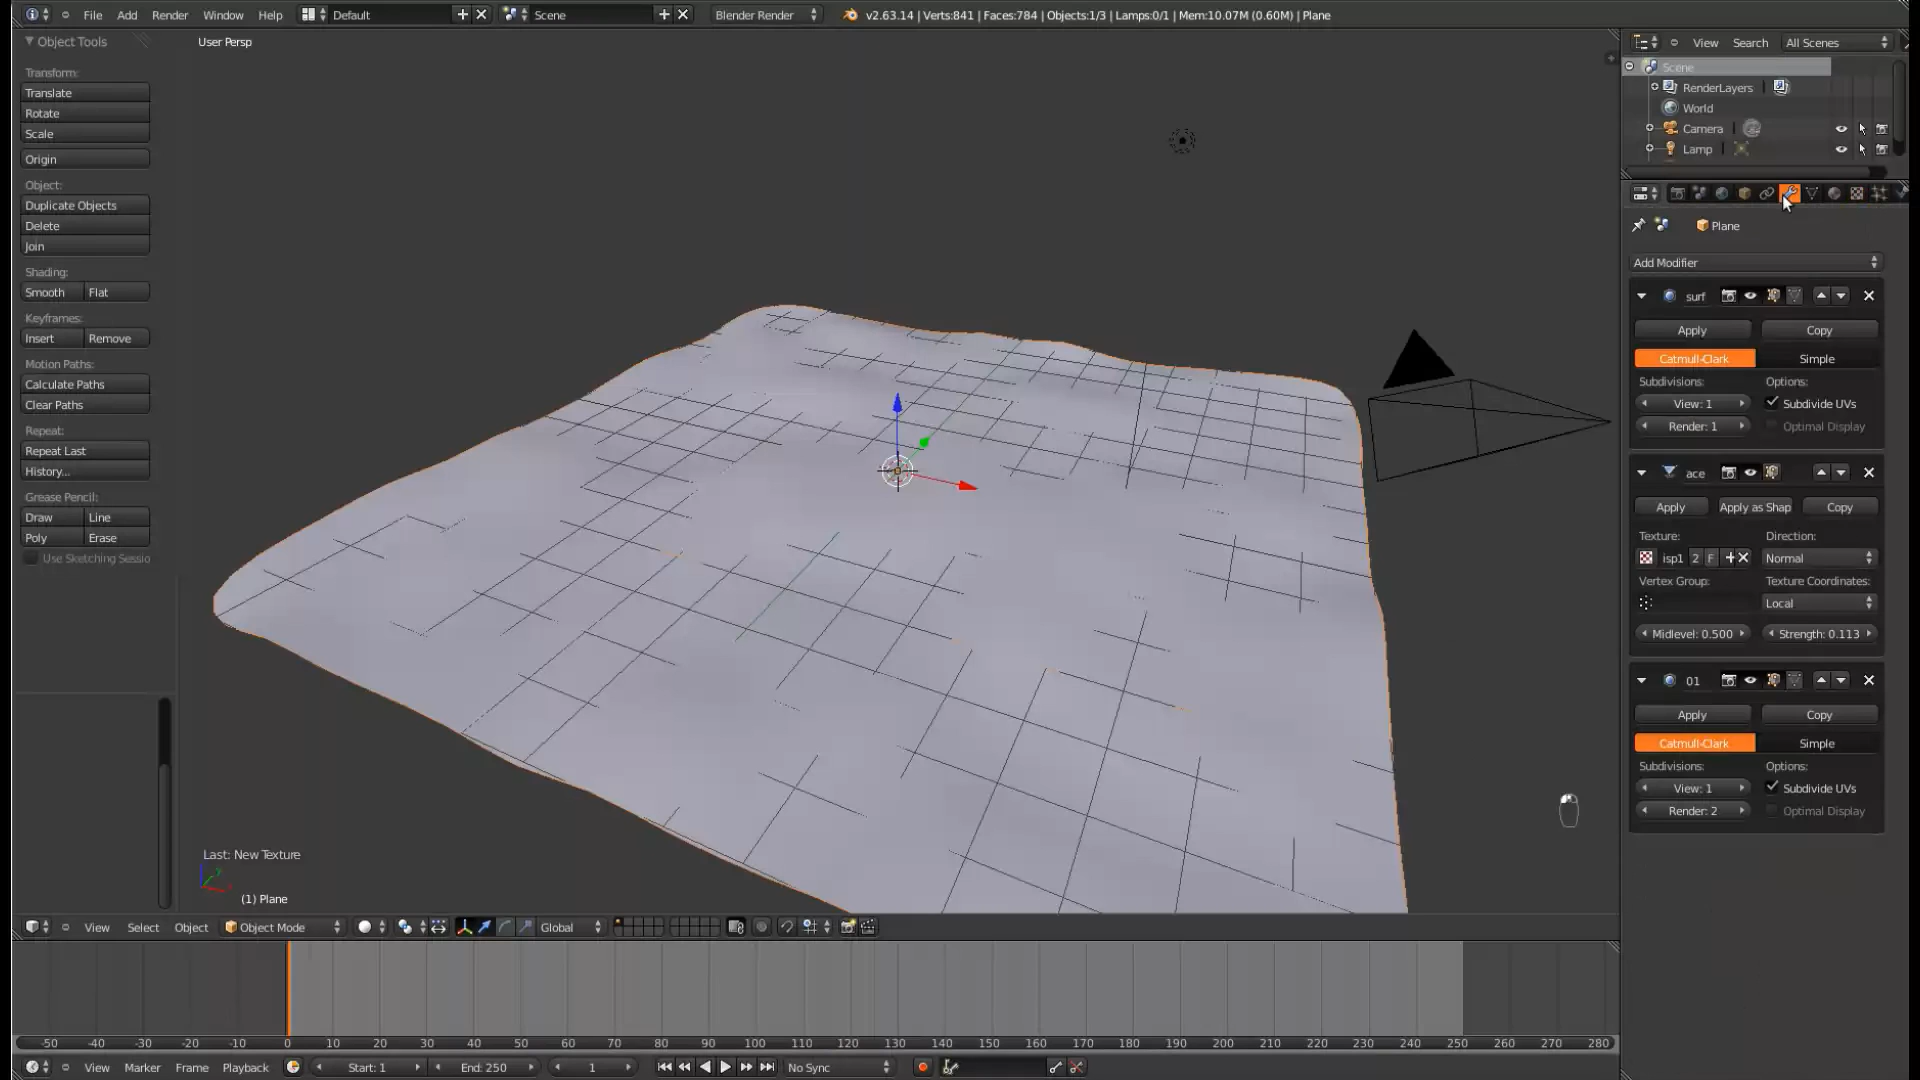 File Add Render Window Help Default Scene Blender Render v2.63.14 | Verts:841 | Faces:784 | Objects:1/3 | Lamps:0/1 | Mem:10.07M (0.60M) | Plane
Object Tools
Transform:
Translate
Rotate
Scale
Origin
Object:
Duplicate Objects
Delete
Join
Shading:
Smooth Flat
Keyframes:
Insert Remove
Motion Paths:
Calculate Paths
Clear Paths
Repeat:
Repeat Last
History...
Grease Pencil:
Draw Line
Poly Erase
Use Sketching Sessio
User Persp
Last: New Texture
(1) Plane
View Select Object Object Mode Global
-50 -40 -30 -20 -10 0 10 20 30 40 50 60 70 80 90 100 110 120 130 140 150 160 170 180 190 200 210 220 230 240 250 260 270 280
View Marker Frame Playback Start: 1 End: 250 1 No Sync
View Search All Scenes
Scene
RenderLayers
World
Camera
Lamp
Plane
Add Modifier
surf
Apply Copy
Catmull-Clark Simple
Subdivisions: Options:
View: 1 Subdivide UVs
Render: 1 Optimal Display
ace
Apply Apply as Shap Copy
Texture: Direction:
isp1 2 F Normal
Vertex Group: Texture Coordinates:
Local
Midlevel: 0.500 Strength: 0.113
01
Apply Copy
Catmull-Clark Simple
Subdivisions: Options:
View: 1 Subdivide UVs
Render: 2 Optimal Display